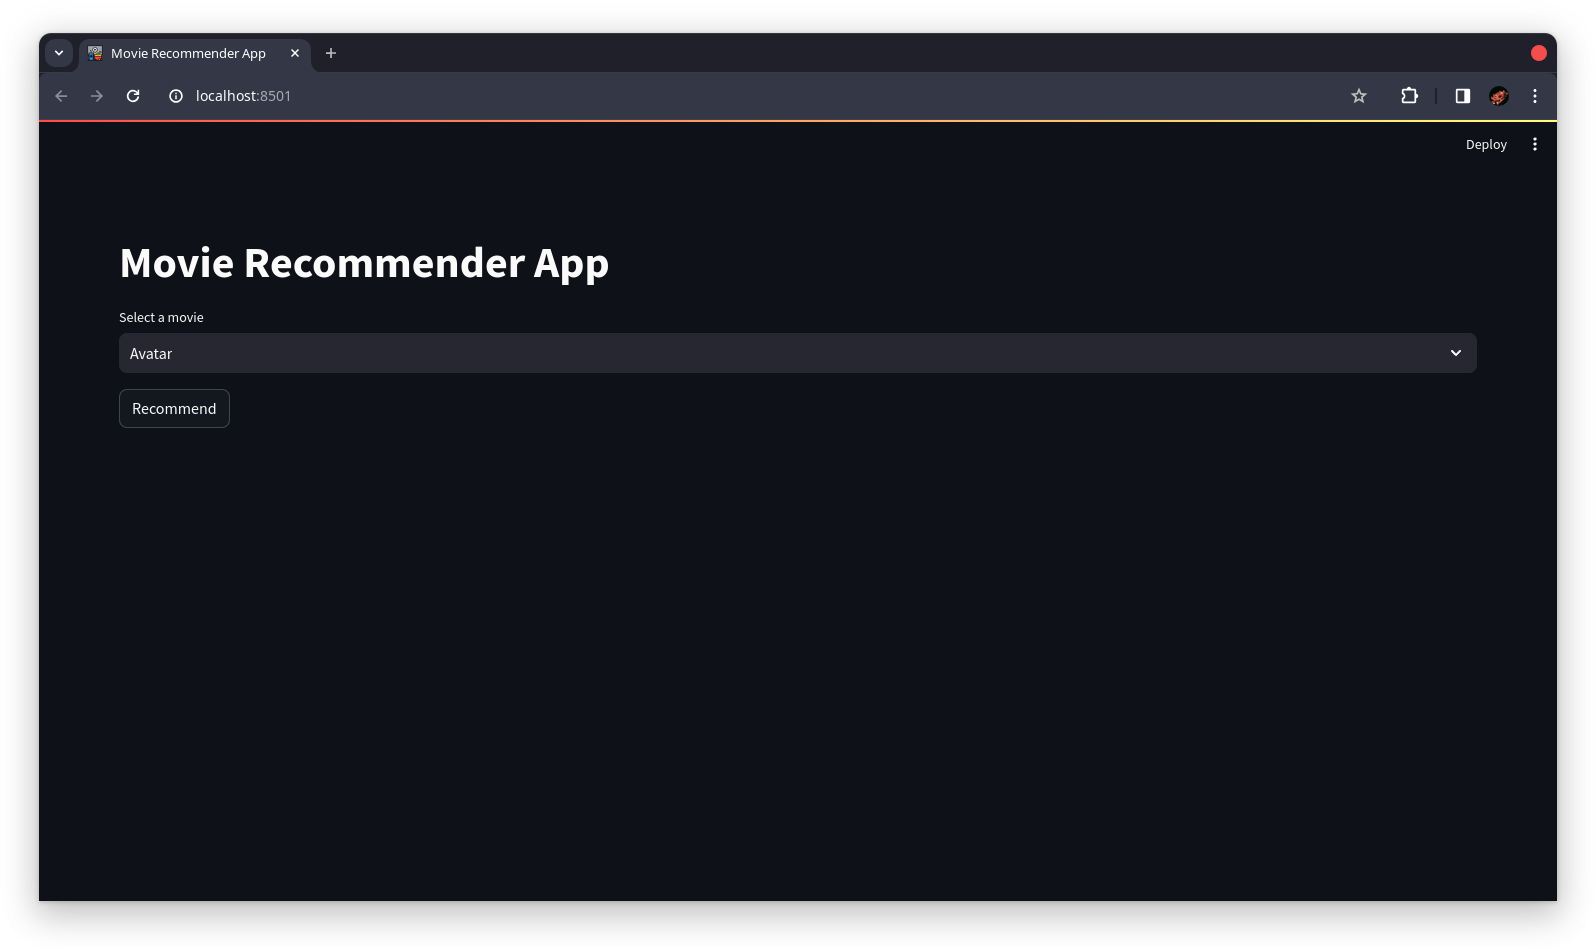 Movie Recommender App
localhost:8501
Deploy
Movie Recommender App
Select a movie
Avatar
Recommend